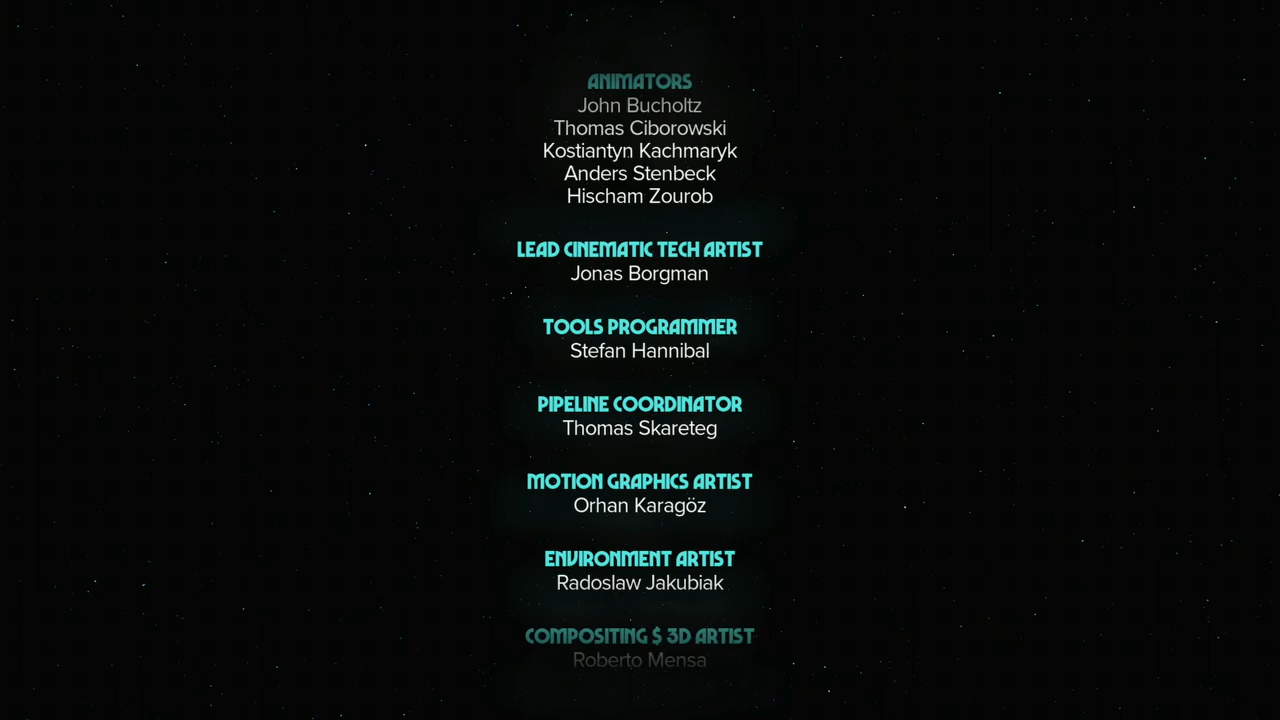 ANIMATORS
John Bucholtz
Thomas Ciborowski
Kostiantyn Kachmaryk
Anders Stenbeck
Hischam Zourob
LEAD CINEMATIC TECH ARTIST
Jonas Borgman
TOOLS PROGRAMMER
Stefan Hannibal
PIPELINE COORDINATOR
Thomas Skareteg
MOTION GRAPHICS ARTIST
Orhan Karagöz
ENVIRONMENT ARTIST
Radoslaw Jakubiak
COMPOSITING $ 3D ARTIST
Roberto Mensa